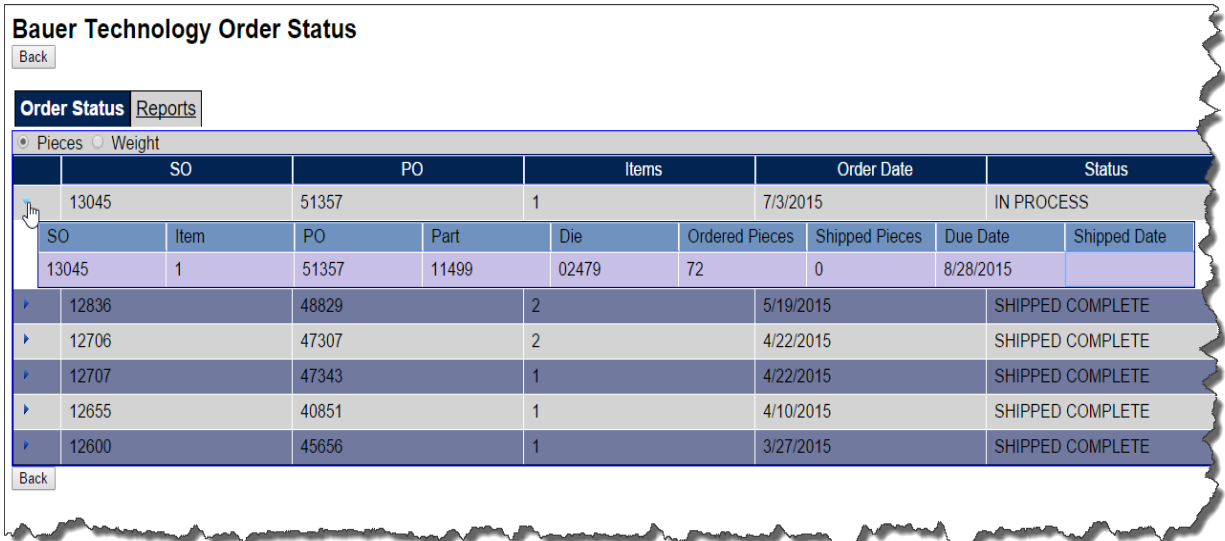 Bauer Technology Order Status
Back
Order Status Reports
Pieces Weight
SO PO Items Order Date Status
13045 51357 1 7/3/2015 IN PROCESS
SO Item PO Part Die Ordered Pieces Shipped Pieces Due Date Shipped Date
13045 1 51357 11499 02479 72 0 8/28/2015
12836 48829 2 5/19/2015 SHIPPED COMPLETE
12706 47307 2 4/22/2015 SHIPPED COMPLETE
12707 47343 1 4/22/2015 SHIPPED COMPLETE
12655 40851 1 4/10/2015 SHIPPED COMPLETE
12600 45656 1 3/27/2015 SHIPPED COMPLETE
Back